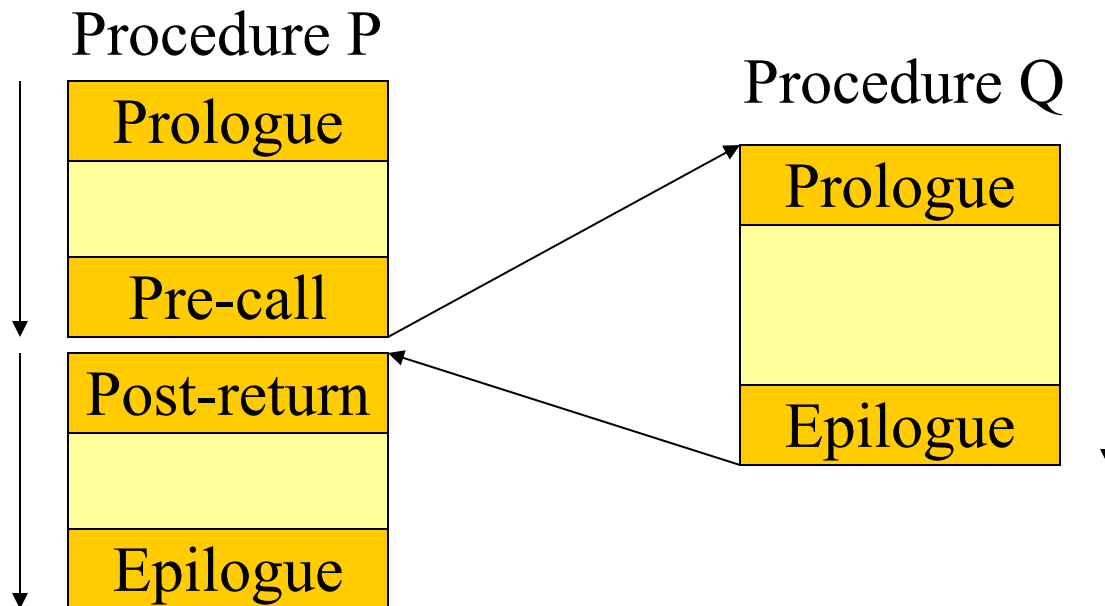 Procedure P
Prologue
Pre-call
Post-return
Epilogue
Procedure Q
Prologue
Epilogue